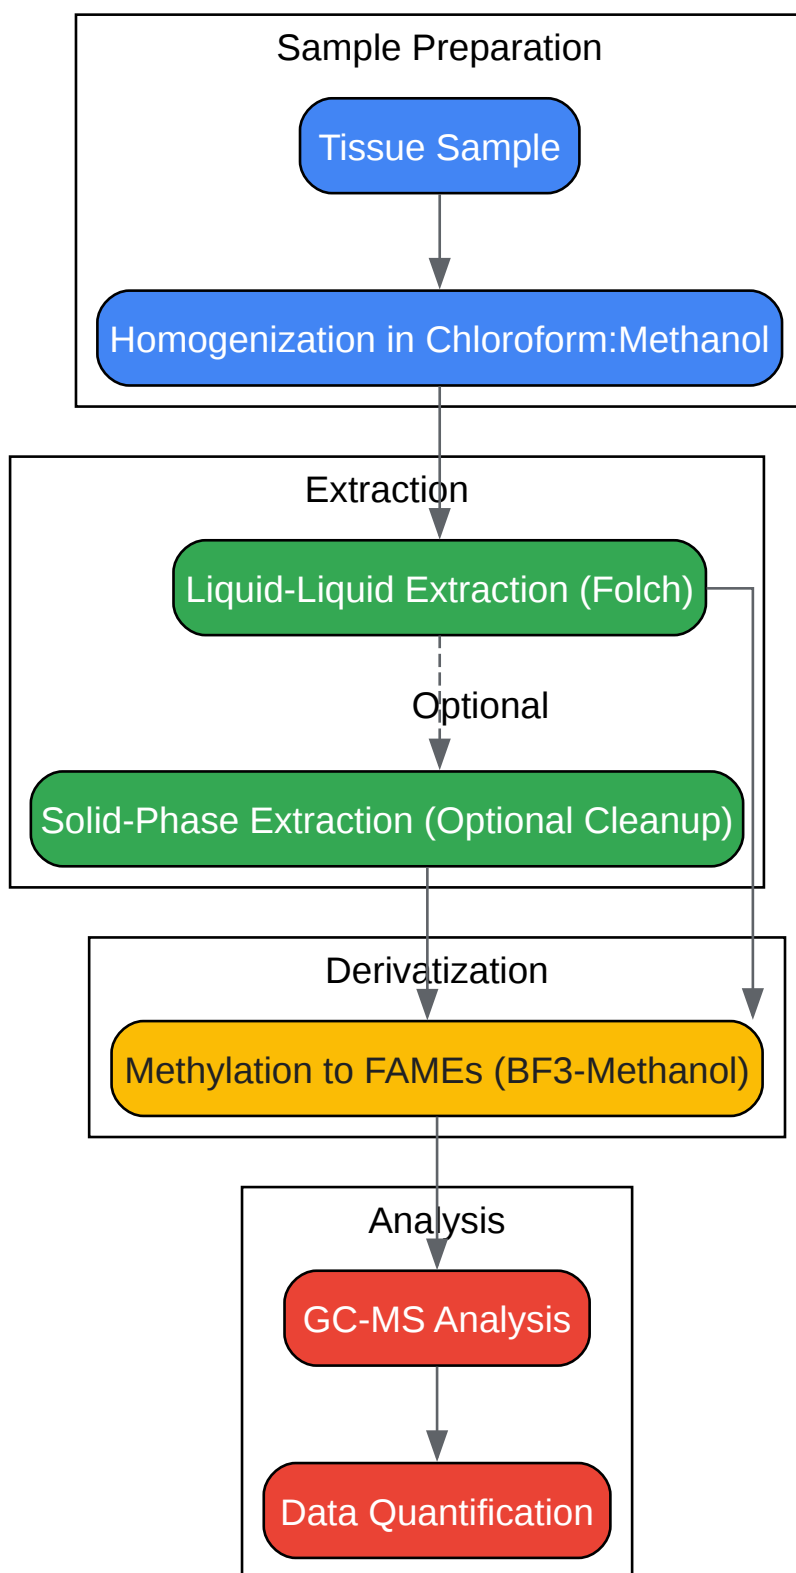 Sample Preparation
Tissue Sample
Homogenization in Chloroform:Methanol
Extraction
Liquid-Liquid Extraction (Folch)
Optional
Solid-Phase Extraction (Optional Cleanup)
Derivatization
Methylation to FAMEs (BF3-Methanol)
Analysis
GC-MS Analysis
Data Quantification